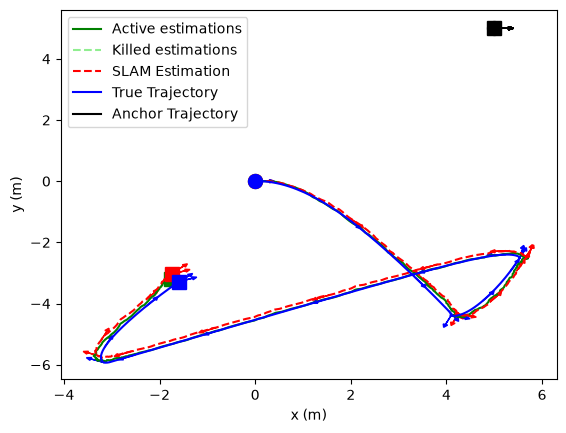 Active estimations
Killed estimations
SLAM Estimation
True Trajectory
Anchor Trajectory
4
2
0
−2
−4
−6
y (m)
−4
−2
0
2
4
6
x (m)